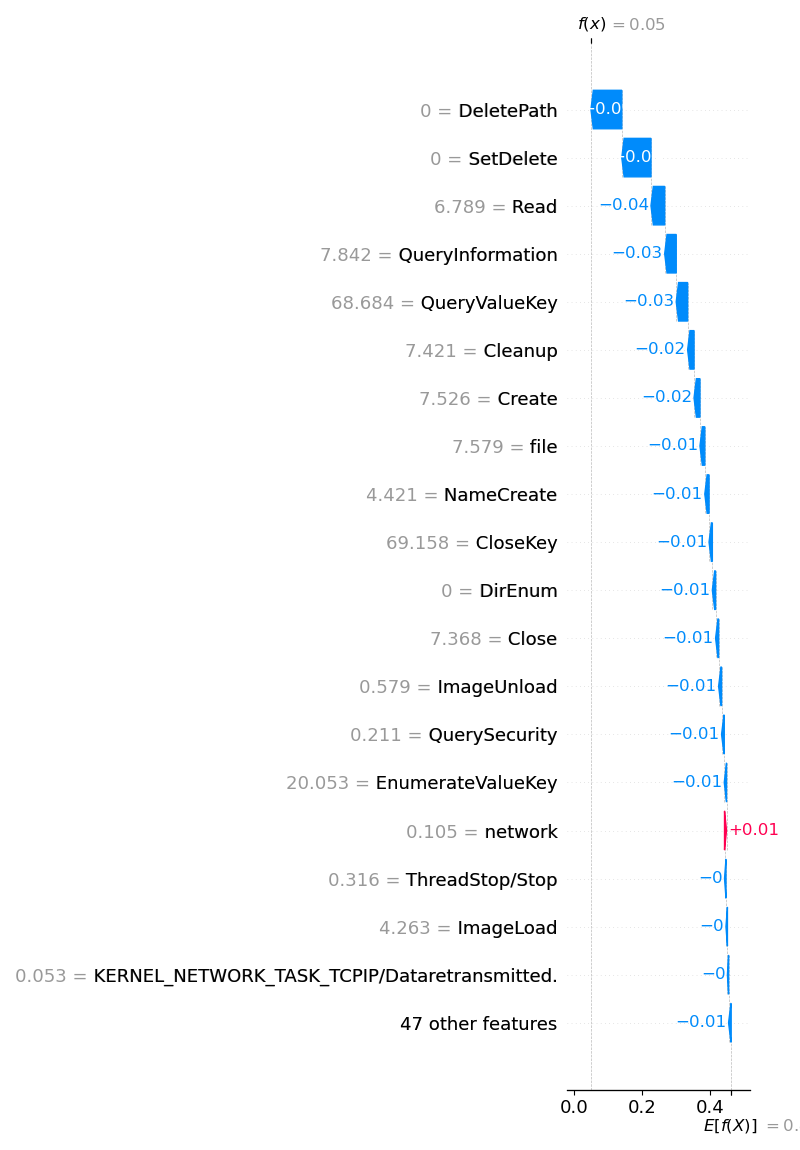 f(x) = 0.05
0 = DeletePath −0.0
0 = SetDelete −0.0
6.789 = Read −0.04
7.842 = QueryInformation −0.03
68.684 = QueryValueKey −0.03
7.421 = Cleanup −0.02
7.526 = Create −0.02
7.579 = file −0.01
4.421 = NameCreate −0.01
69.158 = CloseKey −0.01
0 = DirEnum −0.01
7.368 = Close −0.01
0.579 = ImageUnload −0.01
0.211 = QuerySecurity −0.01
20.053 = EnumerateValueKey −0.01
0.105 = network +0.01
0.316 = ThreadStop/Stop −0
4.263 = ImageLoad −0
0.053 = KERNEL_NETWORK_TASK_TCPIP/Dataretransmitted. −0
47 other features −0.01
0.0 0.2 0.4
E[f(X)] = 0.